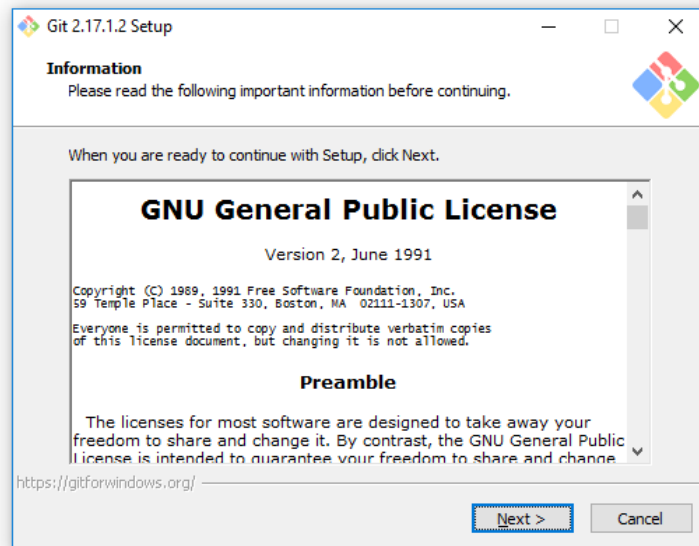 Git 2.17.1.2 Setup
Information
Please read the following important information before continuing.
When you are ready to continue with Setup, click Next.
GNU General Public License
Version 2, June 1991
Copyright (C) 1989, 1991 Free Software Foundation, Inc.
59 Temple Place - Suite 330, Boston, MA  02111-1307, USA
Everyone is permitted to copy and distribute verbatim copies
of this license document, but changing it is not allowed.
Preamble
The licenses for most software are designed to take away your
freedom to share and change it. By contrast, the GNU General Public
License is intended to guarantee your freedom to share and change
https://gitforwindows.org/
Next >
Cancel